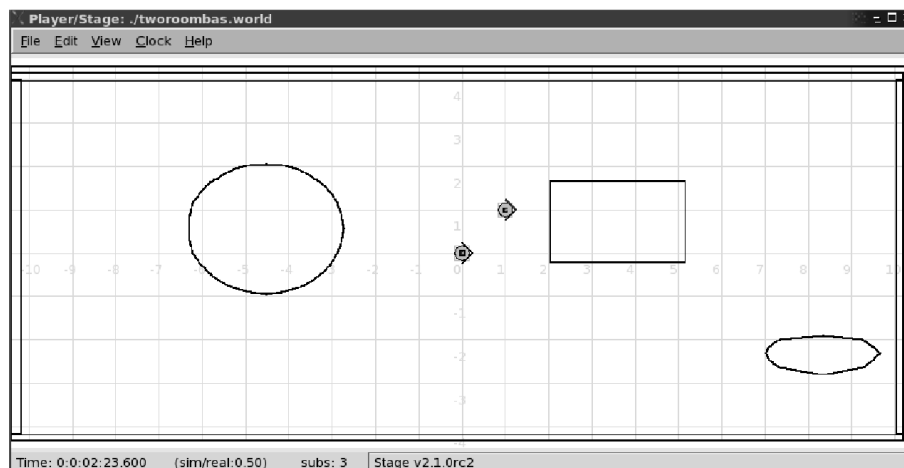 Player/Stage: ./tworoombas.world
File Edit View Clock Help
4
3
2
1
-10 -9 -8 -7 -6 -5 -4 -3 -2 -1 0 1 2 3 4 5 6 7 8 9 10
-1
-2
-3
-4
Time: 0:0:02:23.600 (sim/real:0.50) subs: 3 Stage v2.1.0rc2